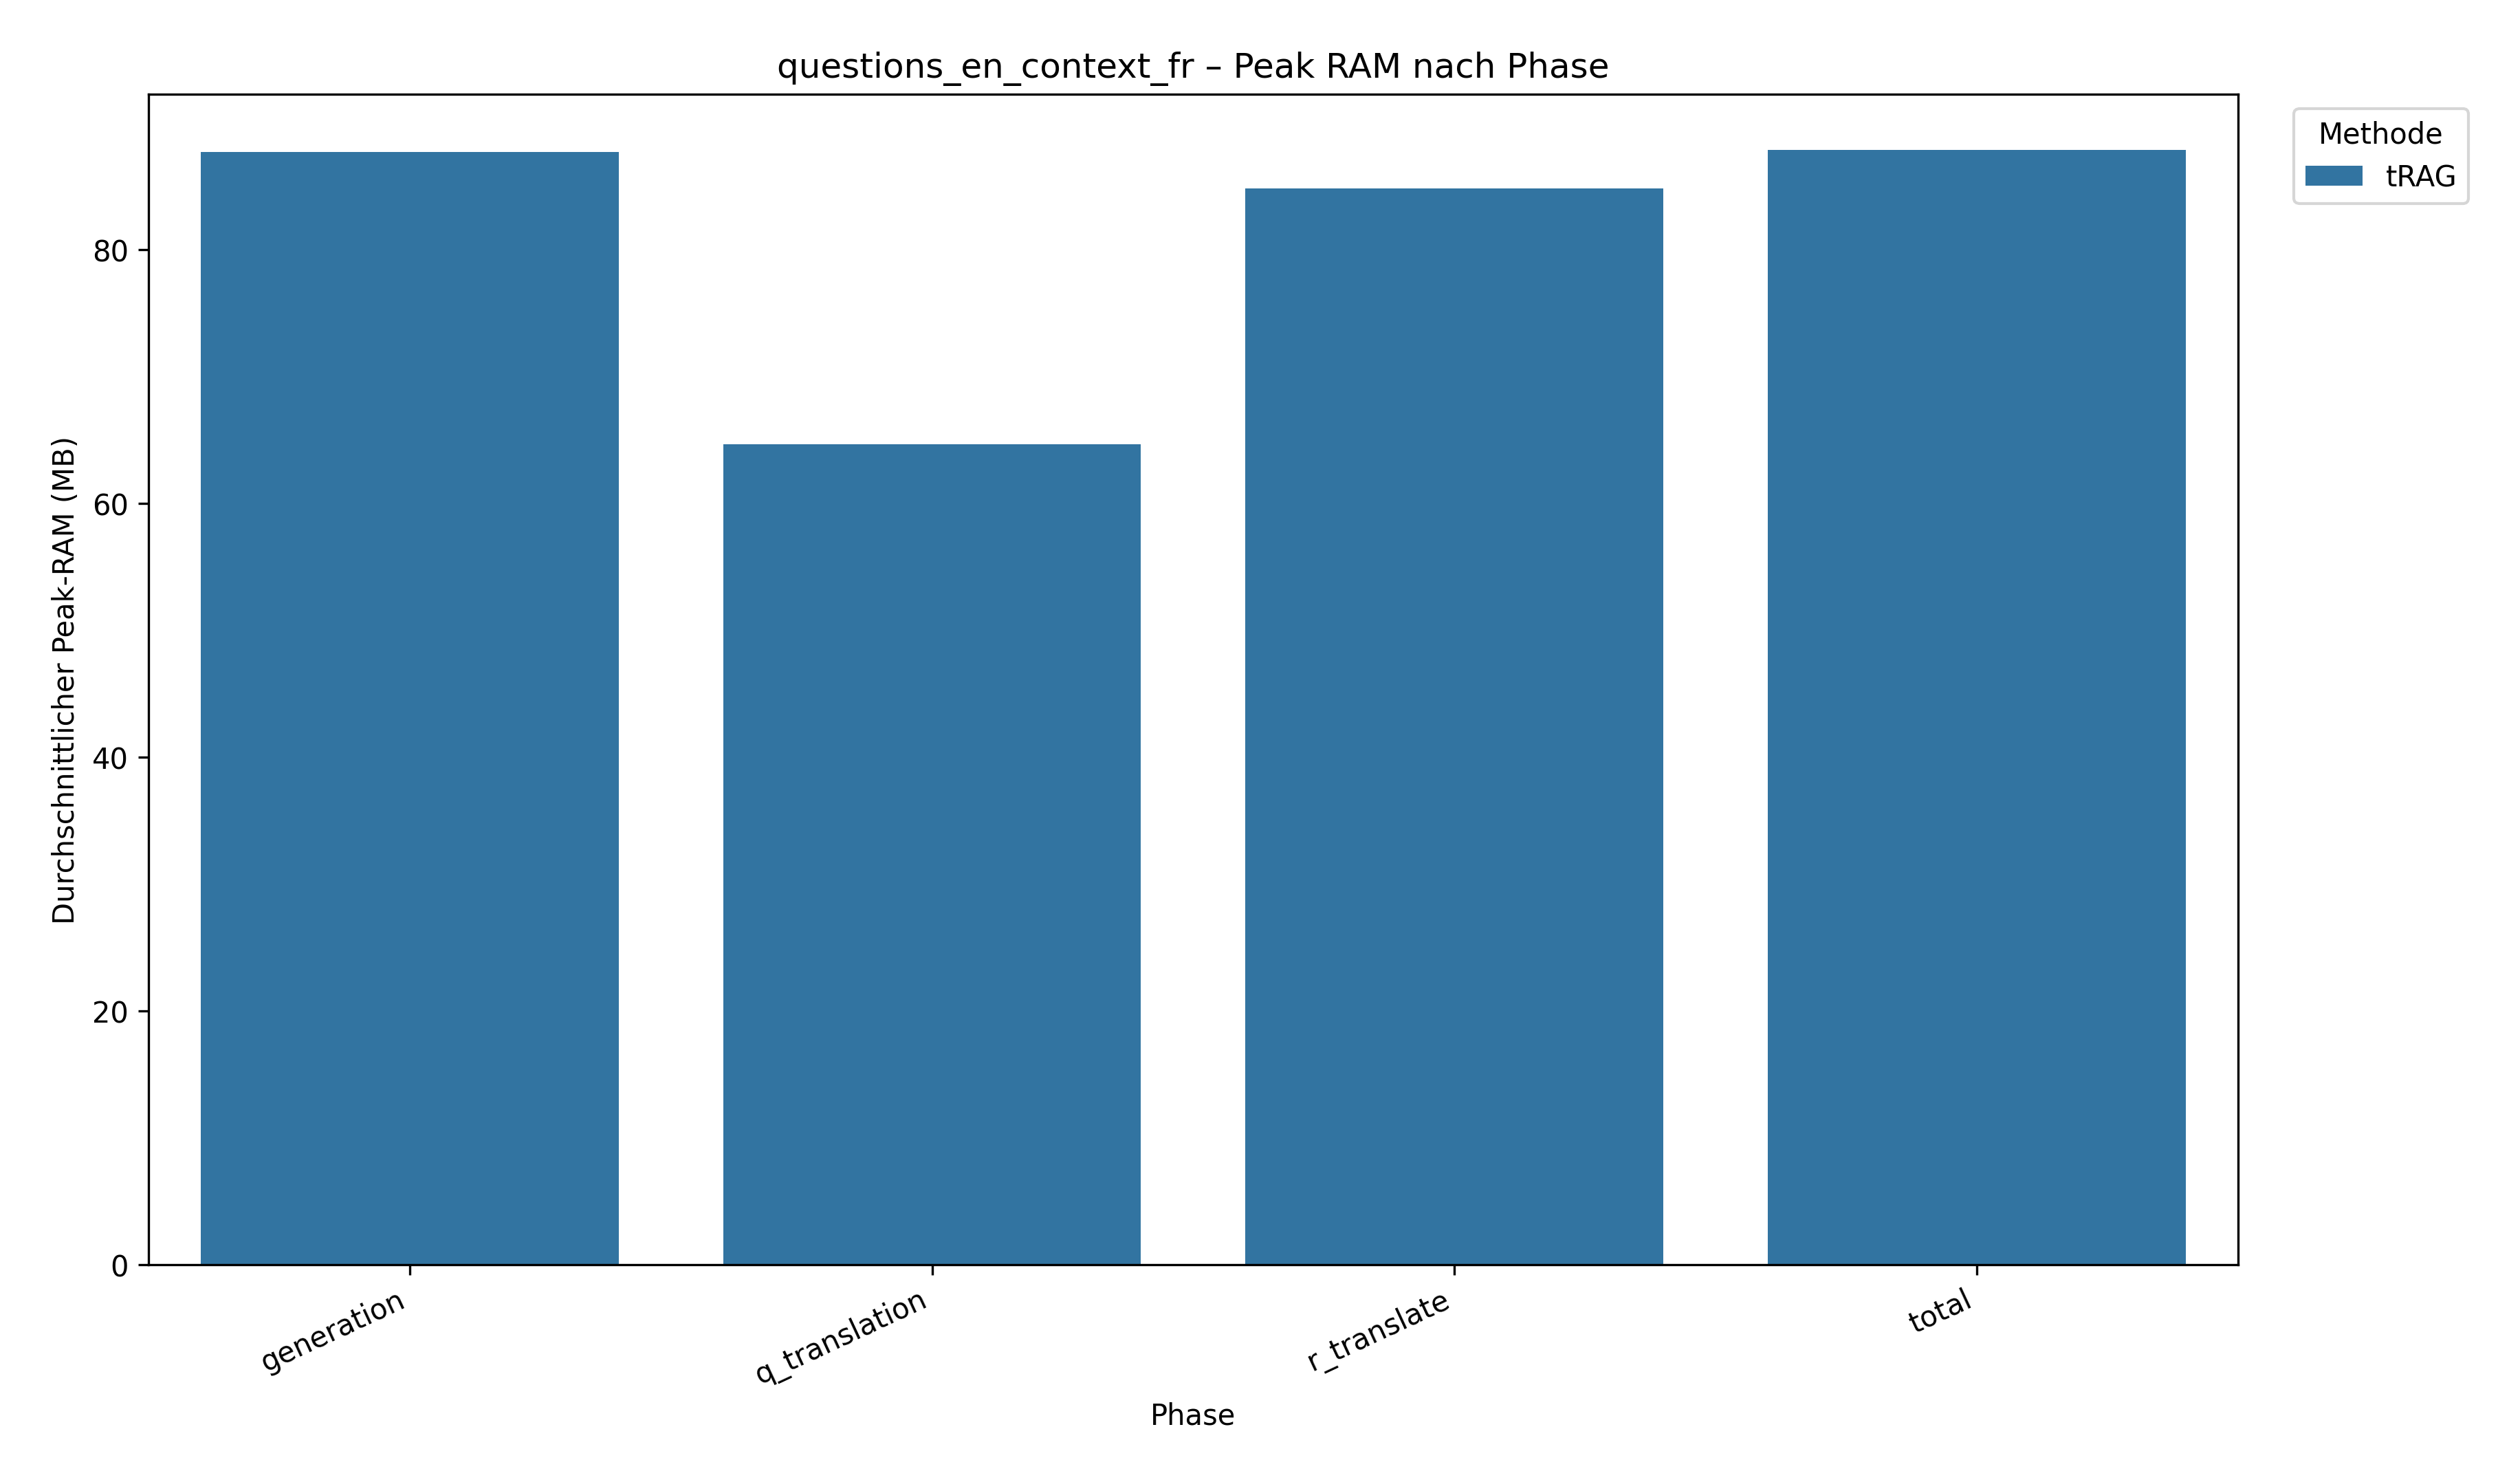 questions_en_context_fr – Peak RAM nach Phase
Methode
tRAG
Durchschnittlicher Peak-RAM (MB)
80
60
40
20
0
generation
q_translation
r_translate
total
Phase